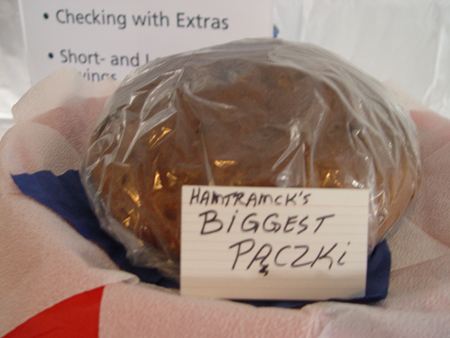 • Checking with Extras
• Short- and
HAMTRAMCK'S
BIGGEST
PĄCZKI